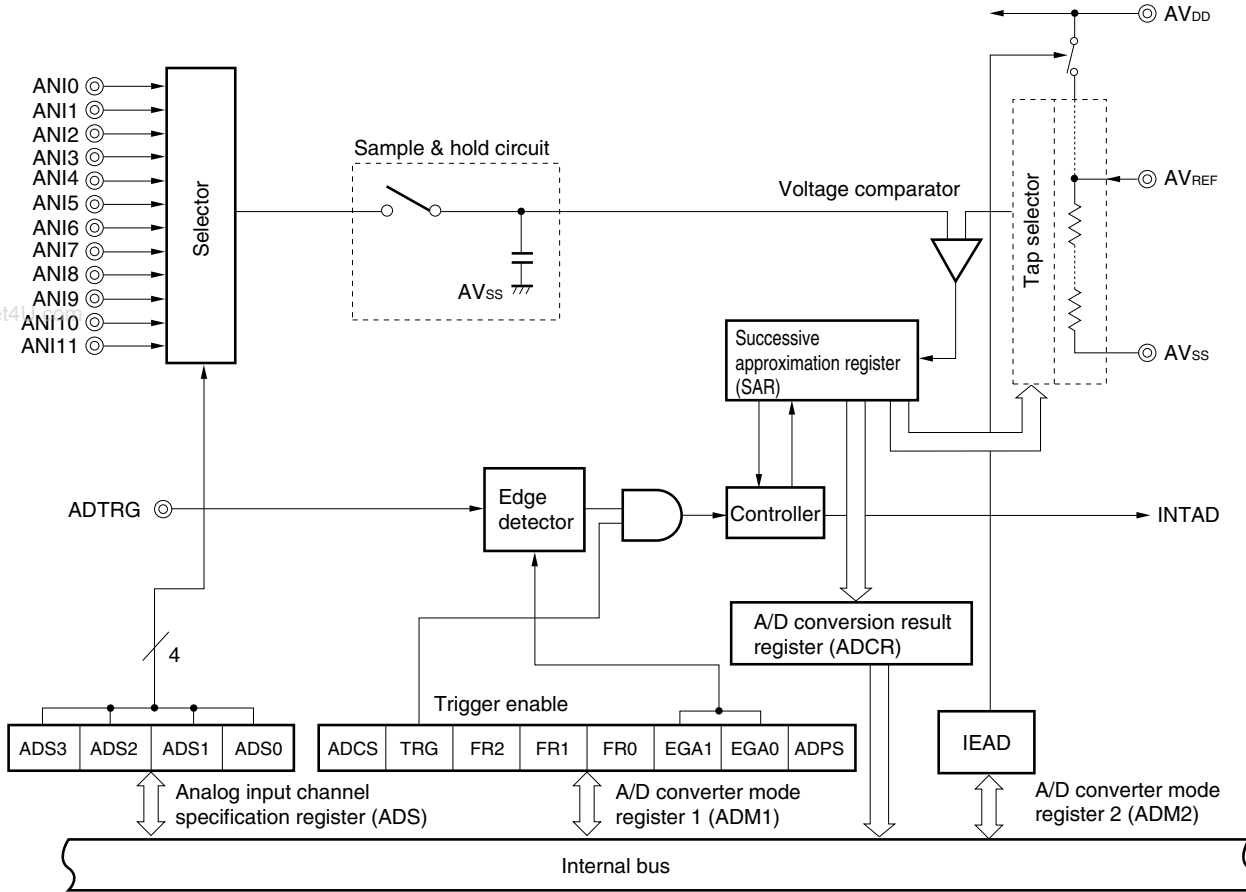 AVDD
ANI0
ANI1
ANI2
ANI3
ANI4
ANI5
ANI6
ANI7
ANI8
ANI9
ANI10
ANI11
et4U.com
Selector
Sample & hold circuit
AVSS
Voltage comparator
Tap selector
AVREF
AVSS
Successive
approximation register
(SAR)
ADTRG
Edge
detector
Controller
INTAD
A/D conversion result
register (ADCR)
4
Trigger enable
ADS3 ADS2 ADS1 ADS0
ADCS TRG FR2 FR1 FR0 EGA1 EGA0 ADPS
IEAD
Analog input channel
specification register (ADS)
A/D converter mode
register 1 (ADM1)
A/D converter mode
register 2 (ADM2)
Internal bus